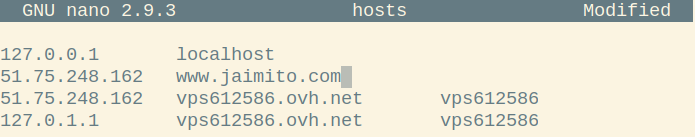 GNU nano 2.9.3 hosts Modified
127.0.0.1 localhost
51.75.248.162 www.jaimito.com
51.75.248.162 vps612586.ovh.net vps612586
127.0.1.1 vps612586.ovh.net vps612586